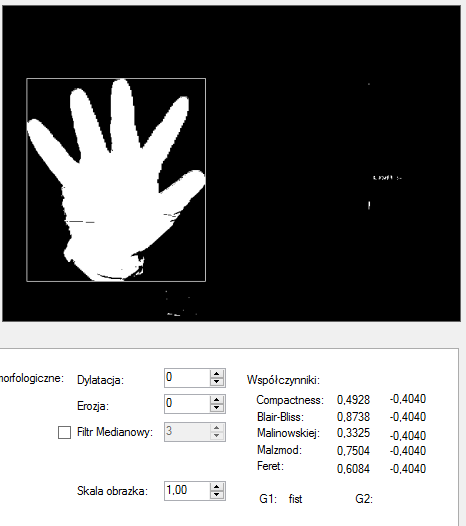 morfologiczne:
Dylatacja: 0
Erozja: 0
Filtr Medianowy: 3
Skala obrazka: 1,00
Współczynniki:
Compactness: 0,4928 -0,4040
Blair-Bliss: 0,8738 -0,4040
Malinowskiej: 0,3325 -0,4040
Malzmod: 0,7504 -0,4040
Feret: 0,6084 -0,4040
G1: fist G2: